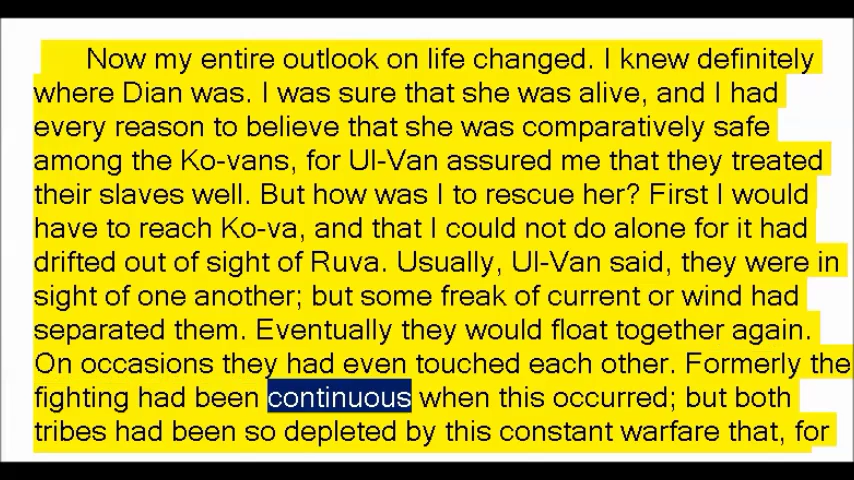 Now my entire outlook on life changed. I knew definitely
where Dian was. I was sure that she was alive, and I had
every reason to believe that she was comparatively safe
among the Ko-vans, for Ul-Van assured me that they treated
their slaves well. But how was I to rescue her? First I would
have to reach Ko-va, and that I could not do alone for it had
drifted out of sight of Ruva. Usually, Ul-Van said, they were in
sight of one another; but some freak of current or wind had
separated them. Eventually they would float together again.
On occasions they had even touched each other. Formerly the
fighting had been continuous when this occurred; but both
tribes had been so depleted by this constant warfare that, for